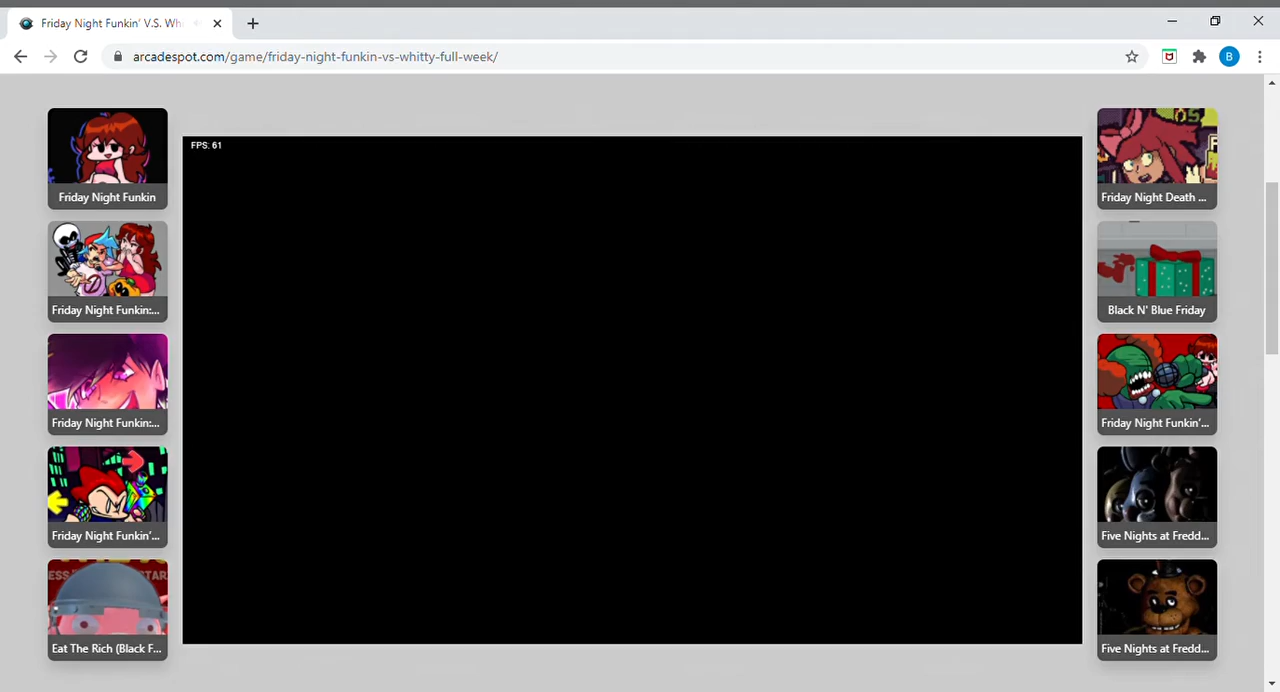 Friday Night Funkin' V.S. Wh
arcadespot.com/game/friday-night-funkin-vs-whitty-full-week/
B
FPS: 61
Friday Night Funkin
Friday Night Funkin:...
Friday Night Funkin:...
Friday Night Funkin'...
Eat The Rich (Black F...
Friday Night Death ...
Black N' Blue Friday
Friday Night Funkin'...
Five Nights at Fredd...
Five Nights at Fredd...